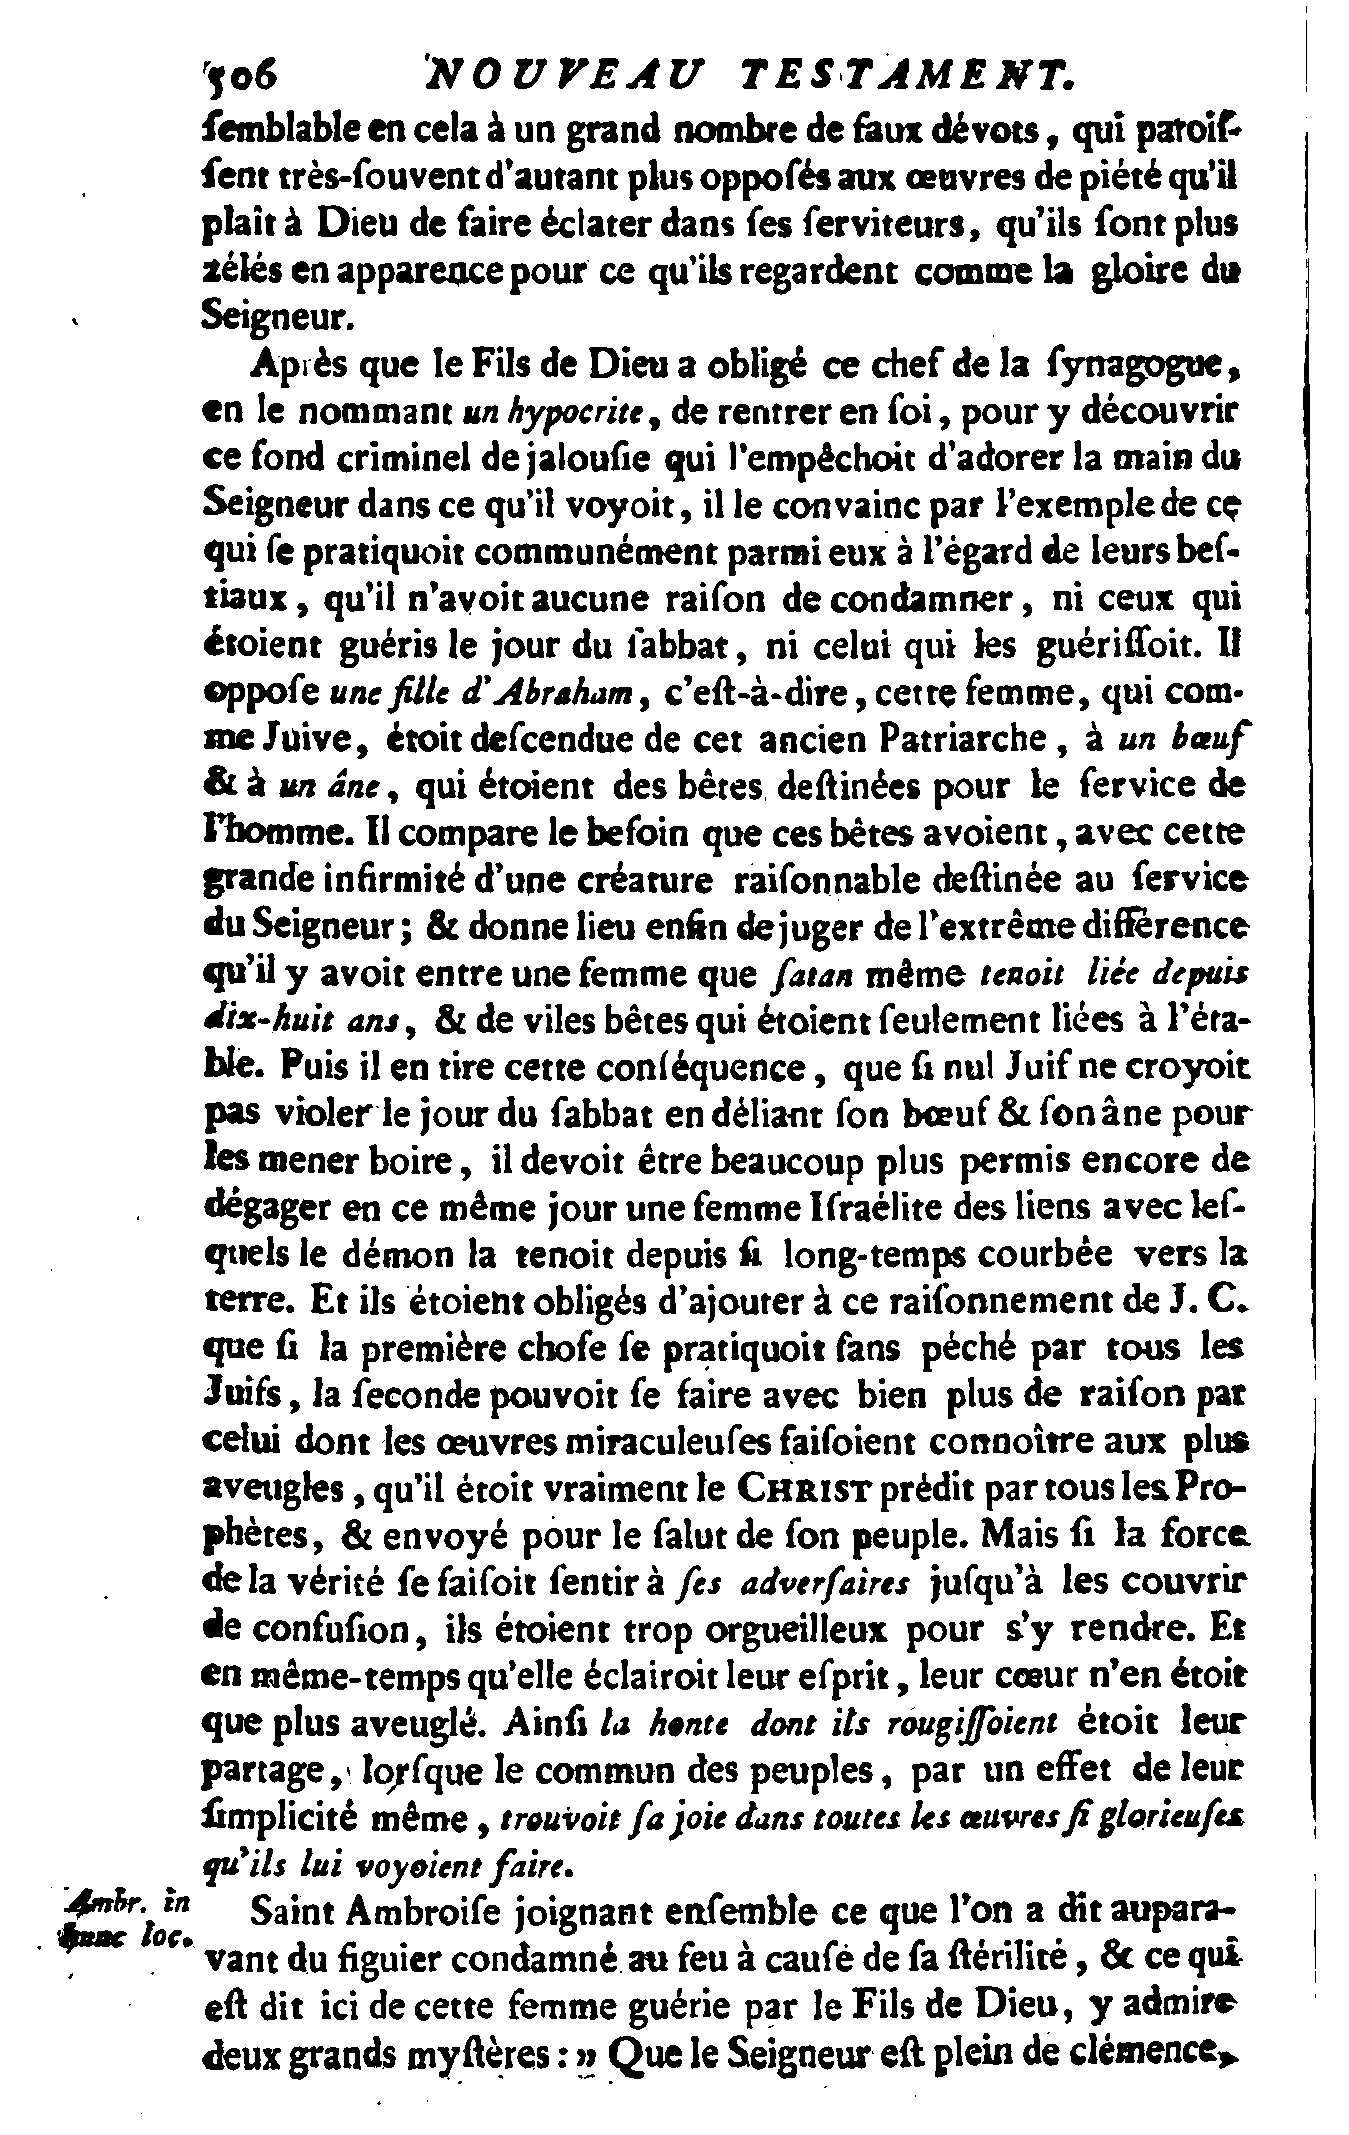 506 NOUVEAU TESTAMENT.
ſemblable en cela à un grand nombre de faux dévots, qui paroiſ-
ſent très-ſouvent d'autant plus oppoſés aux œuvres de piété qu'il
plaît à Dieu de faire éclater dans ſes ſerviteurs, qu'ils ſont plus
zélés en apparence pour ce qu'ils regardent comme la gloire du
Seigneur.
Après que le Fils de Dieu a obligé ce chef de la ſynagogue,
en le nommant un hypocrite, de rentrer en ſoi, pour y découvrir
ce fond criminel de jalouſie qui l'empêchoit d'adorer la main du
Seigneur dans ce qu'il voyoit, il le convainc par l'exemple de ce
qui ſe pratiquoit communément parmi eux à l'égard de leurs beſ-
tiaux, qu'il n'avoit aucune raiſon de condamner, ni ceux qui
étoient guéris le jour du ſabbat, ni celui qui les guériſſoit. Il
oppoſe une fille d'Abraham, c'eſt-à-dire, cette femme, qui com-
me Juive, étoit deſcendue de cet ancien Patriarche, à un bœuf
& à un âne, qui étoient des bêtes deſtinées pour le ſervice de
l'homme. Il compare le beſoin que ces bêtes avoient, avec cette
grande infirmité d'une créature raiſonnable deſtinée au ſervice
du Seigneur; & donne lieu enfin de juger de l'extrême différence
qu'il y avoit entre une femme que ſatan même tenoit liée depuis
dix-huit ans, & de viles bêtes qui étoient ſeulement liées à l'éta-
ble. Puis il en tire cette conſéquence, que ſi nul Juif ne croyoit
pas violer le jour du ſabbat en déliant ſon bœuf & ſon âne pour
les mener boire, il devoit être beaucoup plus permis encore de
dégager en ce même jour une femme Iſraélite des liens avec leſ-
quels le démon la tenoit depuis ſi long-temps courbée vers la
terre. Et ils étoient obligés d'ajouter à ce raiſonnement de J. C.
que ſi la première choſe ſe pratiquoit ſans péché par tous les
Juifs, la ſeconde pouvoit ſe faire avec bien plus de raiſon par
celui dont les œuvres miraculeuſes faiſoient connoître aux plus
aveugles, qu'il étoit vraiment le CHRIST prédit par tous les Pro-
phètes, & envoyé pour le ſalut de ſon peuple. Mais ſi la force
de la vérité ſe faiſoit ſentir à ſes adverſaires juſqu'à les couvrir
de confuſion, ils étoient trop orgueilleux pour s'y rendre. Et
en même-temps qu'elle éclairoit leur eſprit, leur cœur n'en étoit
que plus aveuglé. Ainſi la honte dont ils rougiſſoient étoit leur
partage, lorſque le commun des peuples, par un effet de leur
ſimplicité même, trouvoit ſa joie dans toutes les œuvres ſi glorieuſes
qu'ils lui voyoient faire.
Ambr. in
hunc loc.
Saint Ambroiſe joignant enſemble ce que l'on a dit aupara-
vant du figuier condamné au feu à cauſe de ſa ſtérilité, & ce qui
eſt dit ici de cette femme guérie par le Fils de Dieu, y admire
deux grands myſtères: » Que le Seigneur eſt plein de clémence,